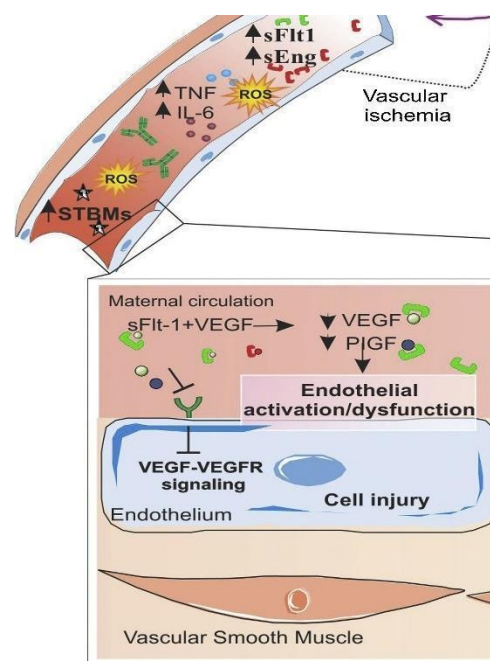 sFlt1
sEng
TNF
IL-6
ROS
Vascular
ischemia
ROS
STBMs
Maternal circulation
sFlt-1+VEGF
VEGF
PlGF
Endothelial
activation/dysfunction
VEGF-VEGFR
signaling
Cell injury
Endothelium
Vascular Smooth Muscle